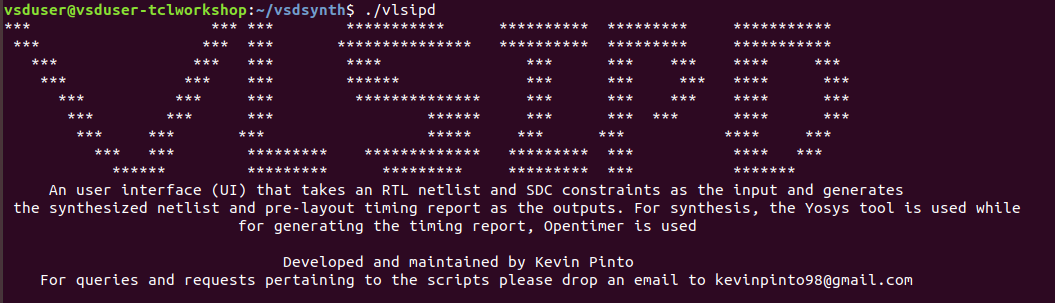 vsduser@vsduser-tclworkshop:~/vsdsynth$ ./vlsipd
***                    *** ***        ***********      **********  *********     ***********
 ***                  ***  ***       ***************   **********  *********     ***********
   ***               ***   ***        ****                ***      ***    ***    ****     ***
    ***             ***    ***        ******              ***      ***     ***   ****      ***
      ***          ***     ***         **************     ***      ***    ***    ****      ***
       ***        ***      ***                 ******     ***      ***  ***      ****      ***
        ***     ***       ***                  *****     ***      ***           ****     ***
          ***   ***        *********    *************   ********* ***           ****   ***
            ******         *********      *********     ********* ***           *******
An user interface (UI) that takes an RTL netlist and SDC constraints as the input and generates
the synthesized netlist and pre-layout timing report as the outputs. For synthesis, the Yosys tool is used while
for generating the timing report, Opentimer is used
Developed and maintained by Kevin Pinto
For queries and requests pertaining to the scripts please drop an email to kevinpinto98@gmail.com